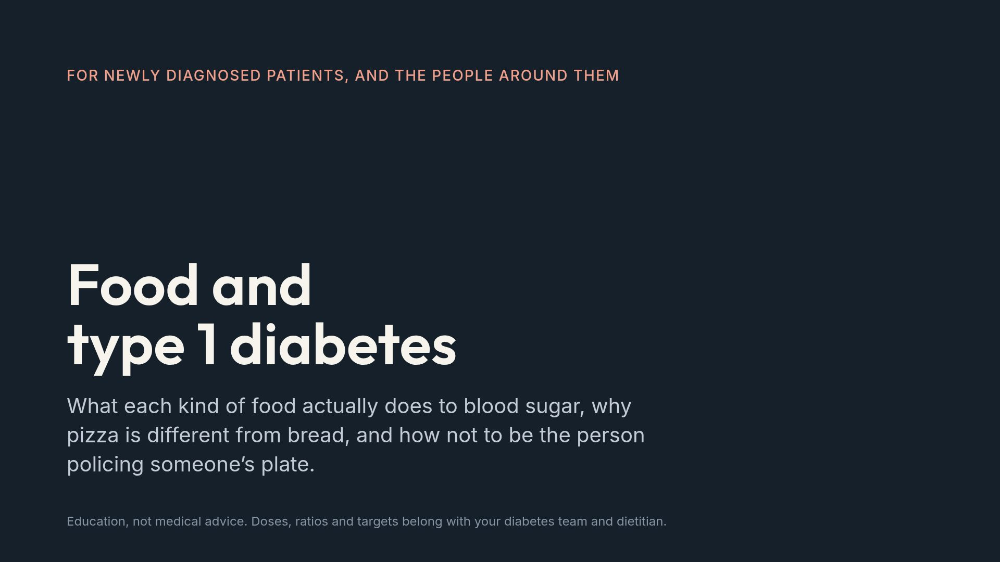 FOR NEWLY DIAGNOSED PATIENTS, AND THE PEOPLE AROUND THEM
Food and
type 1 diabetes
What each kind of food actually does to blood sugar, why
pizza is different from bread, and how not to be the person
policing someone’s plate.
Education, not medical advice. Doses, ratios and targets belong with your diabetes team and dietitian.